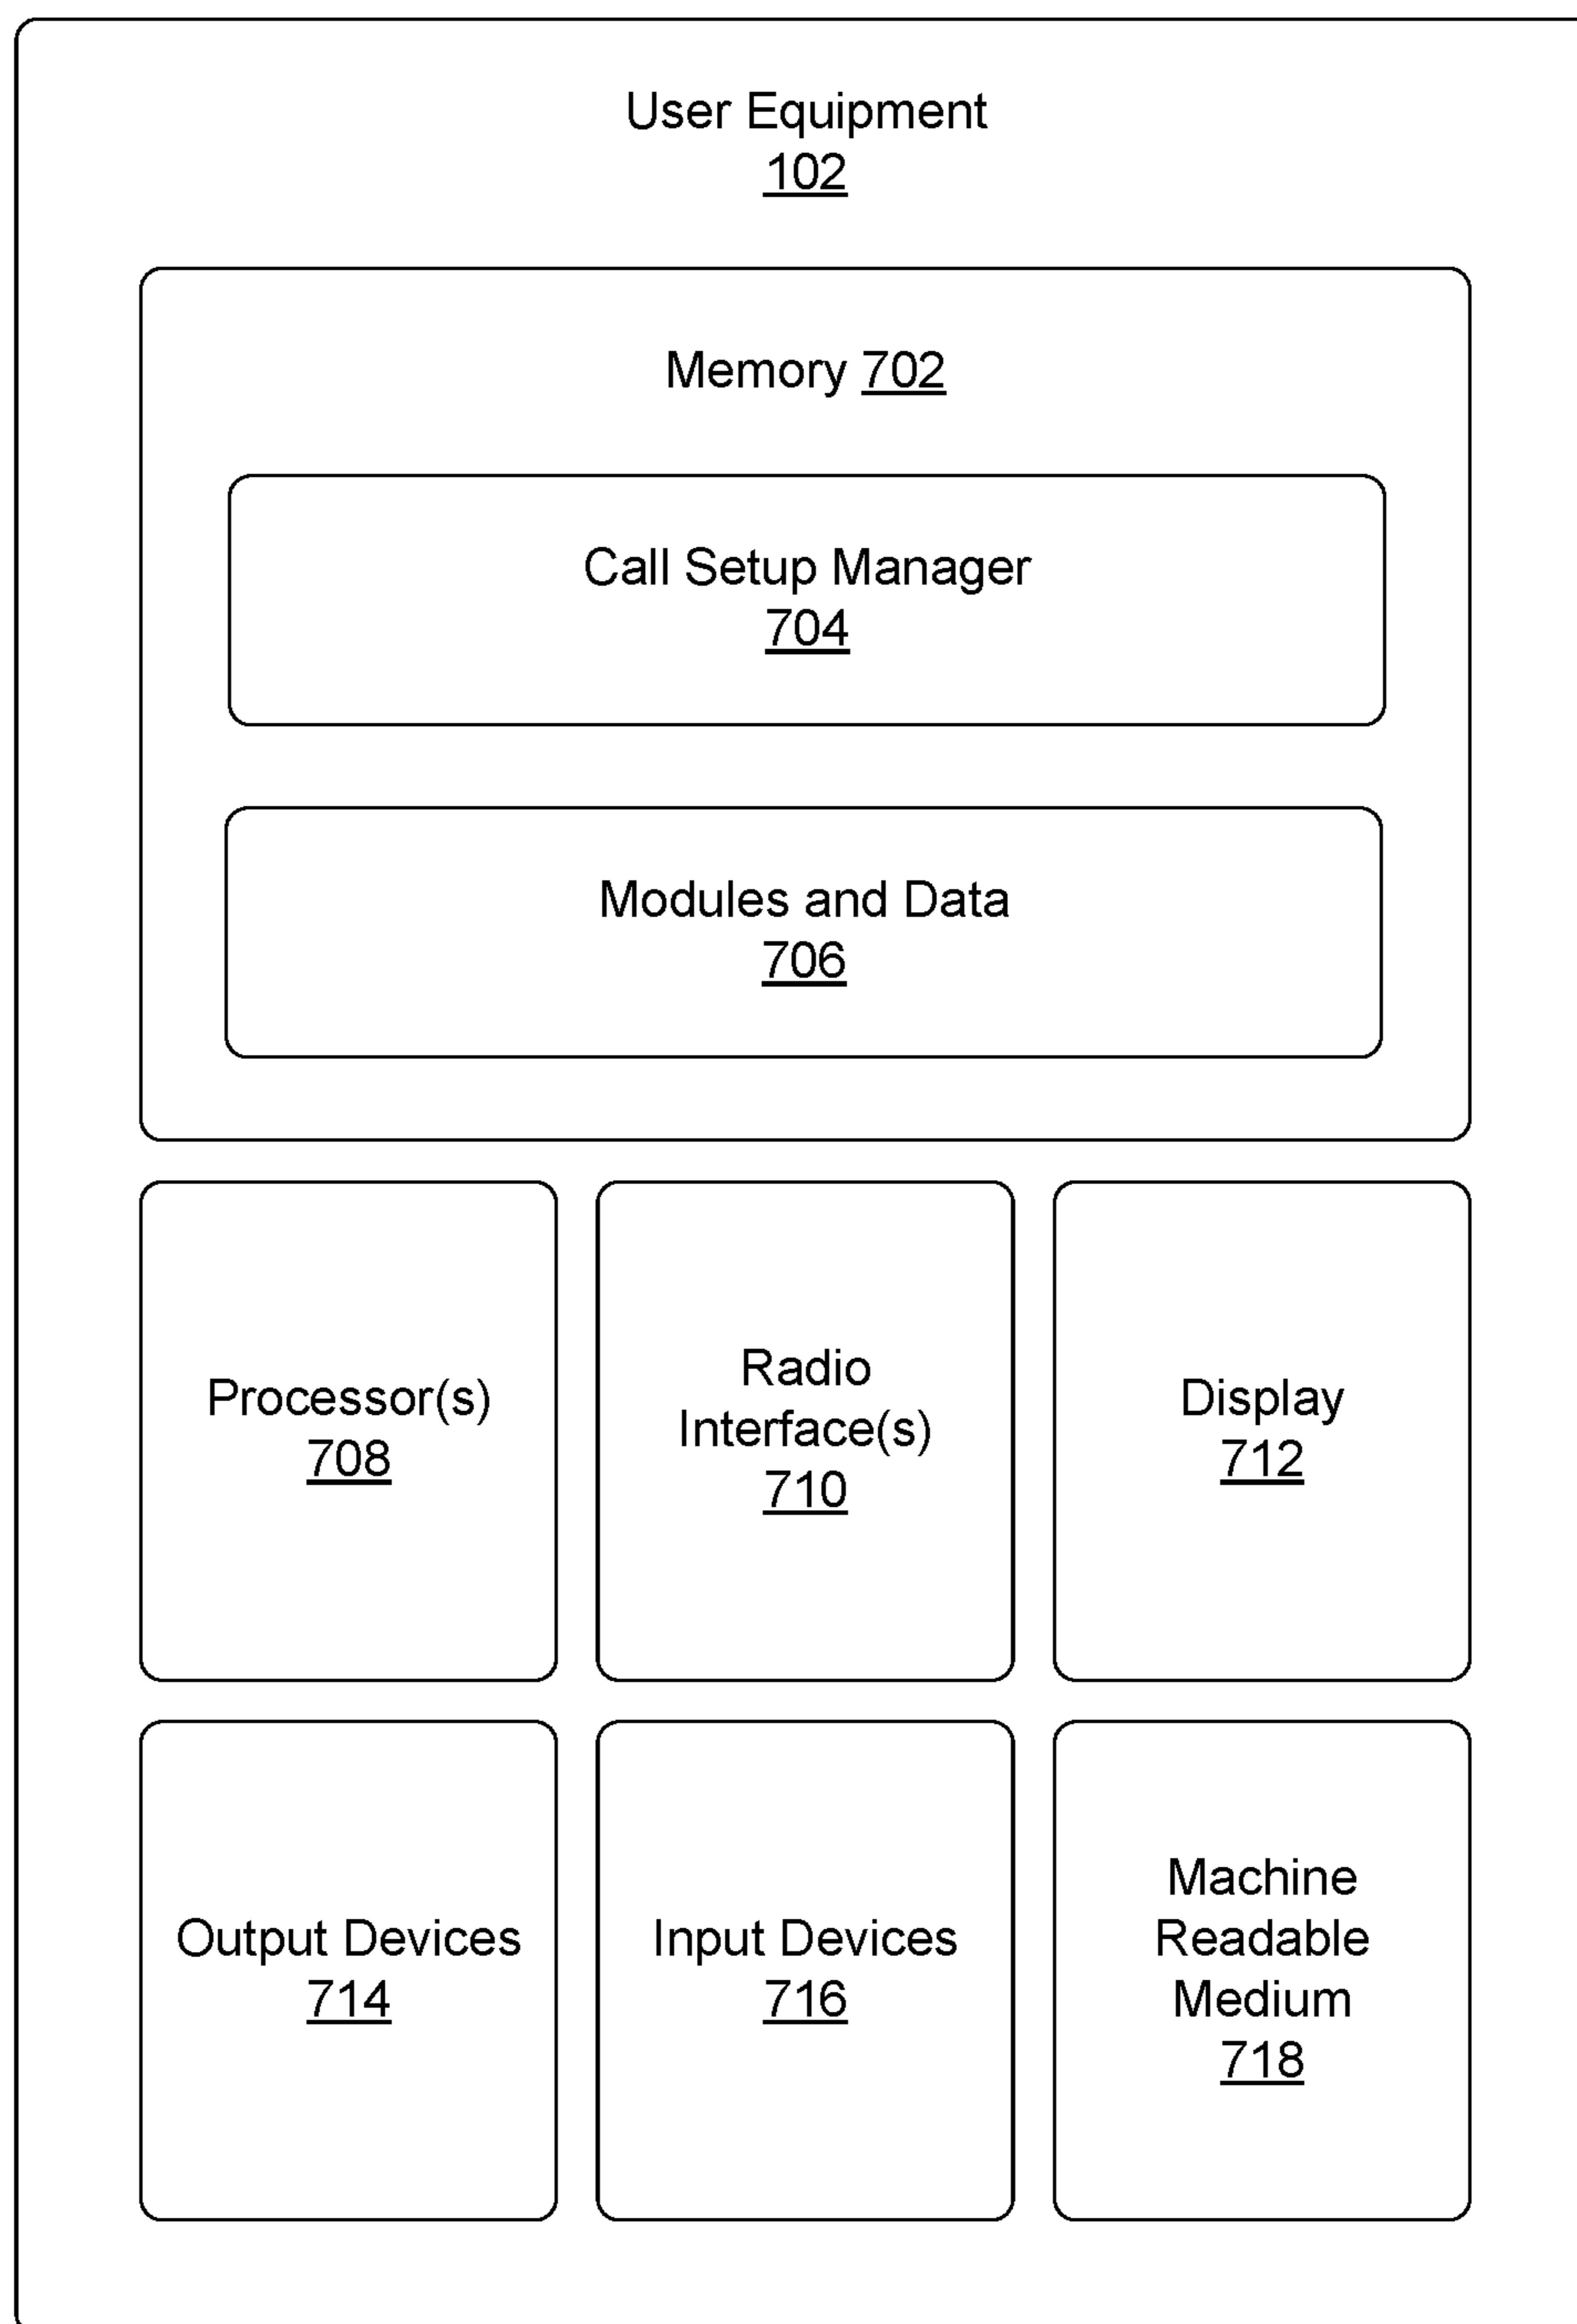 User Equipment
102
Memory 702
Call Setup Manager
704
Modules and Data
706
Processor(s)
708
Radio
Interface(s)
710
Display
712
Output Devices
714
Input Devices
716
Machine
Readable
Medium
718